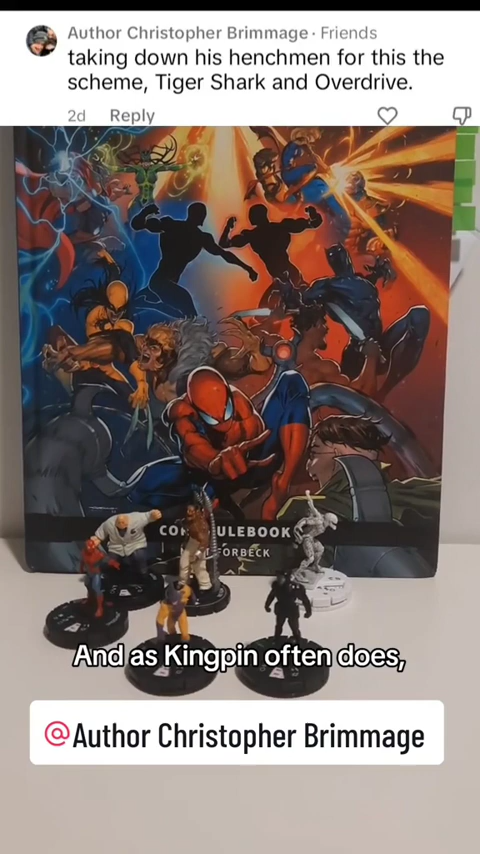 Author Christopher Brimmage · Friends
taking down his henchmen for this the
scheme, Tiger Shark and Overdrive.
2d Reply
ULEBOOK
FORBECK
And as Kingpin often does,
@Author Christopher Brimmage